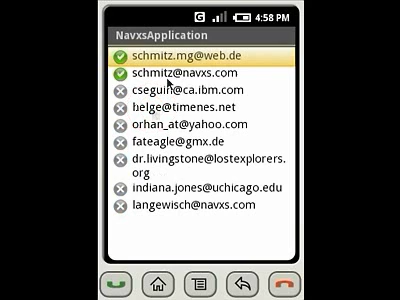 G 4:58 PM
NavxsApplication
schmitz.mg@web.de
schmitz@navxs.com
cseguin@ca.ibm.com
helge@timenes.net
orhan_at@yahoo.com
fateagle@gmx.de
dr.livingstone@lostexplorers.
org
indiana.jones@uchicago.edu
langewisch@navxs.com